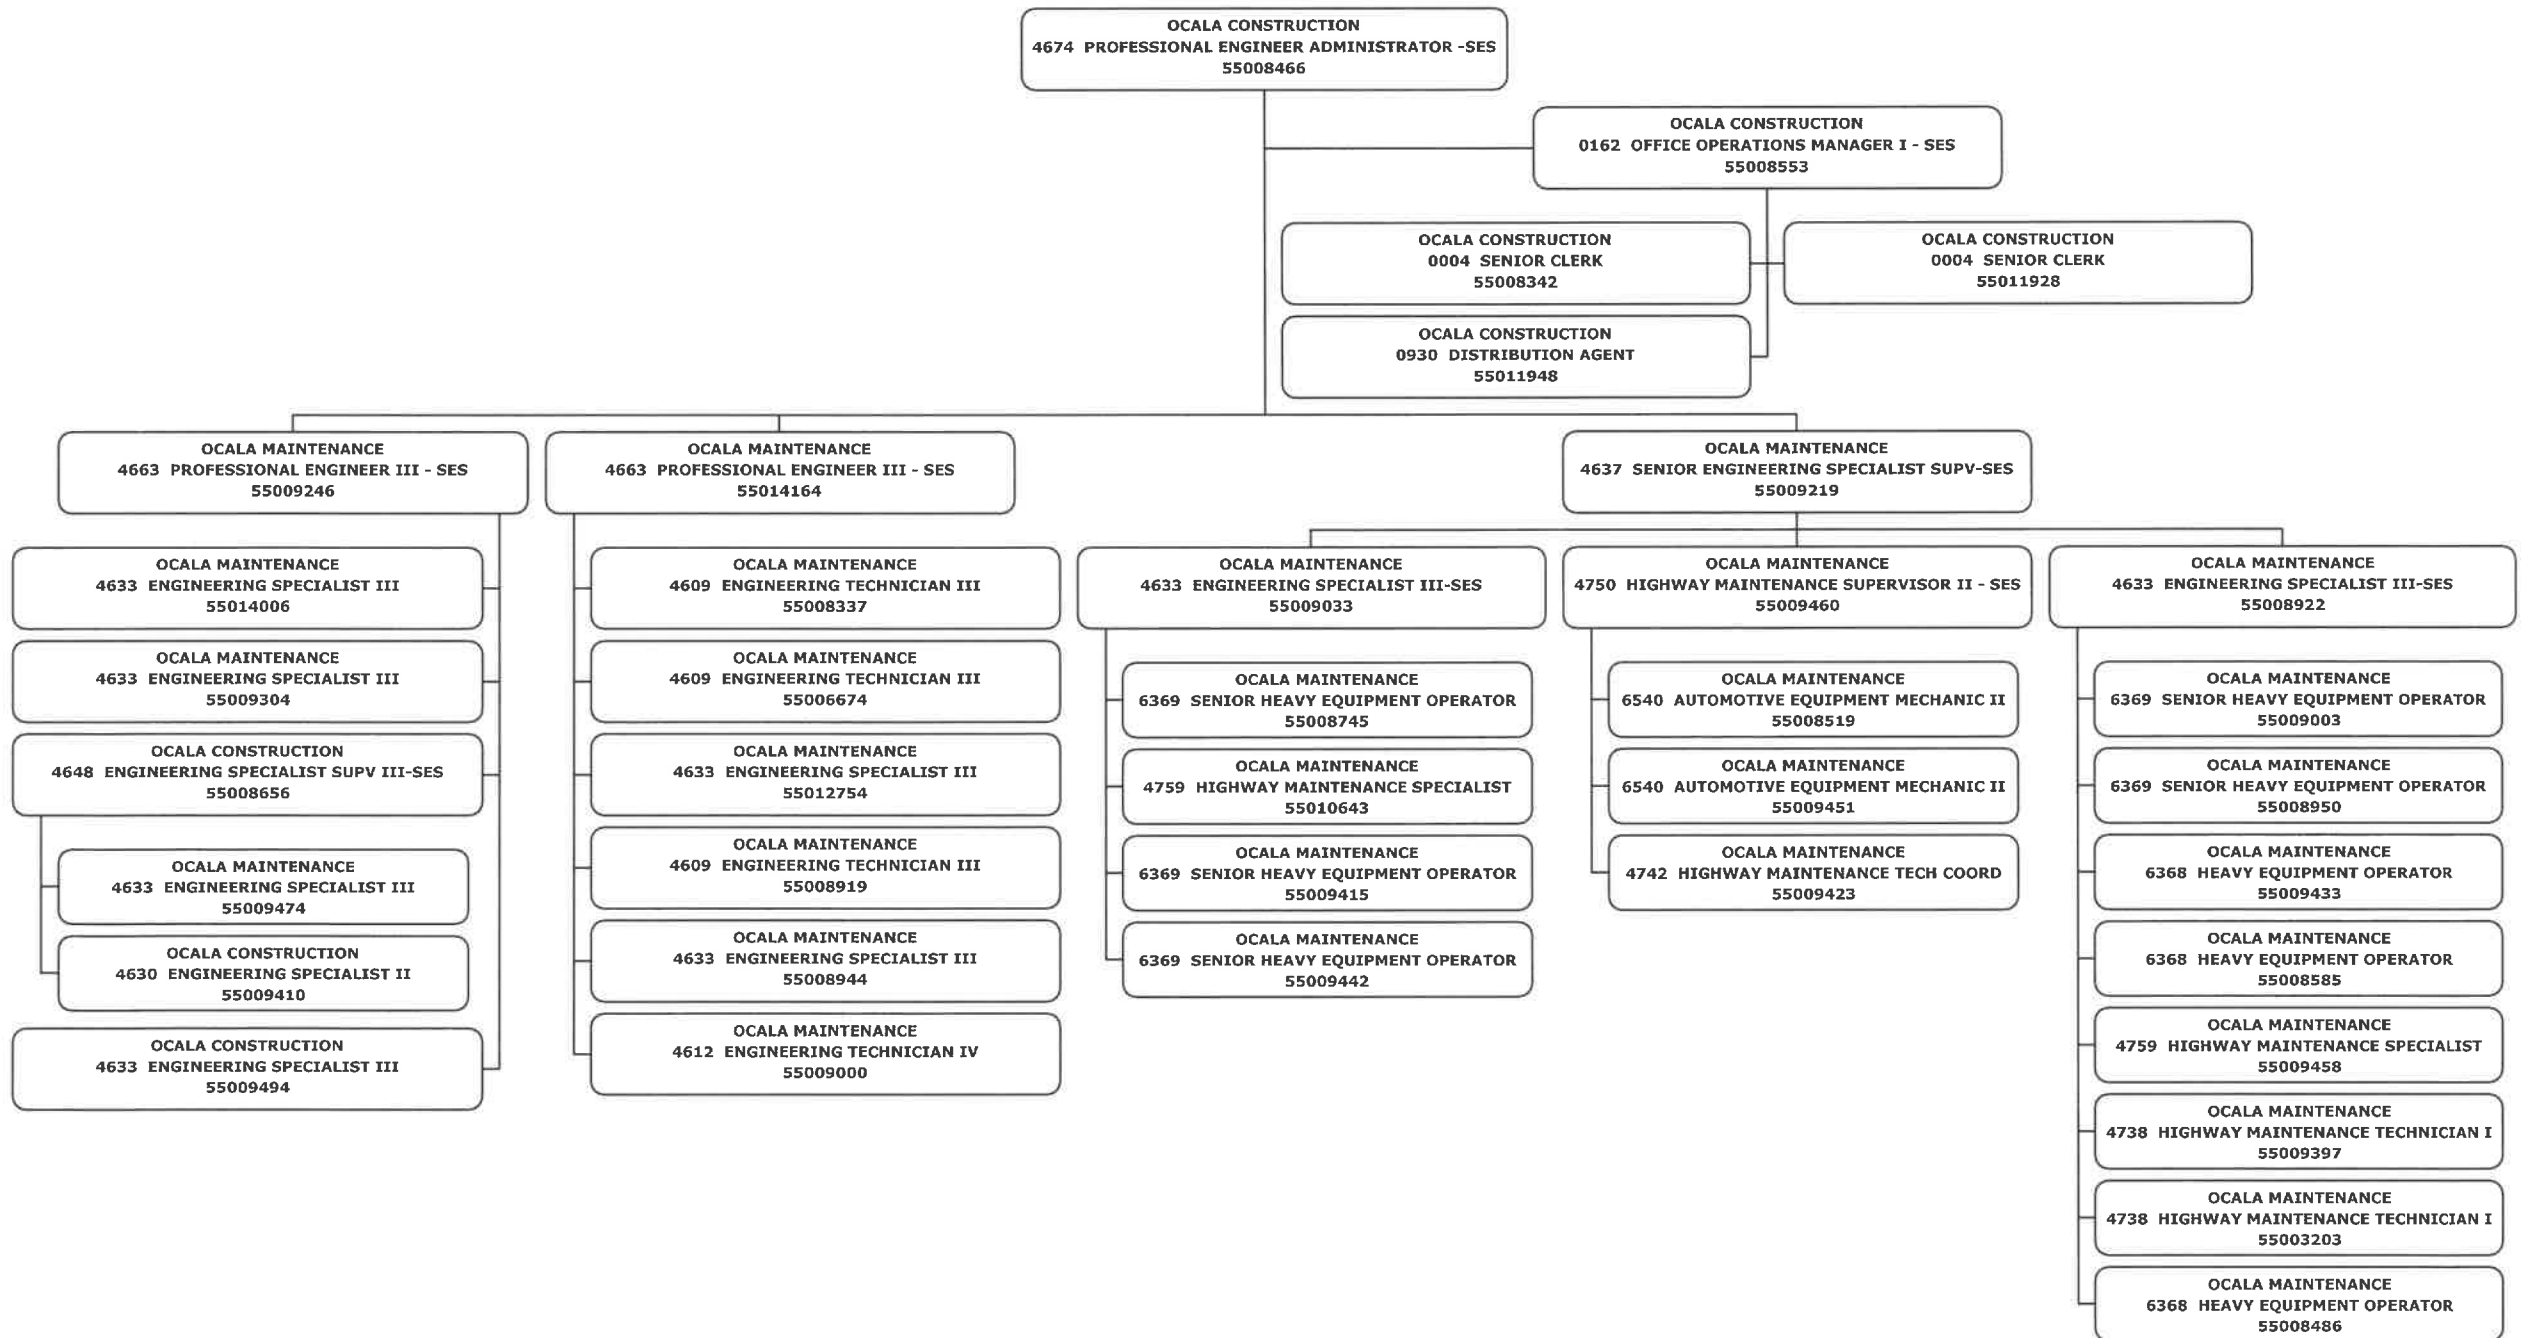 OCALA CONSTRUCTION
4674 PROFESSIONAL ENGINEER ADMINISTRATOR -SES
55008466
OCALA CONSTRUCTION
0162 OFFICE OPERATIONS MANAGER I - SES
55008553
OCALA CONSTRUCTION
0004 SENIOR CLERK
55008342
OCALA CONSTRUCTION
0004 SENIOR CLERK
55011928
OCALA CONSTRUCTION
0930 DISTRIBUTION AGENT
55011948
OCALA MAINTENANCE
4663 PROFESSIONAL ENGINEER III - SES
55009246
OCALA MAINTENANCE
4633 ENGINEERING SPECIALIST III
55014006
OCALA MAINTENANCE
4633 ENGINEERING SPECIALIST III
55009304
OCALA CONSTRUCTION
4648 ENGINEERING SPECIALIST SUPV III-SES
55008656
OCALA MAINTENANCE
4633 ENGINEERING SPECIALIST III
55009474
OCALA CONSTRUCTION
4630 ENGINEERING SPECIALIST II
55009410
OCALA CONSTRUCTION
4633 ENGINEERING SPECIALIST III
55009494
OCALA MAINTENANCE
4663 PROFESSIONAL ENGINEER III - SES
55014164
OCALA MAINTENANCE
4609 ENGINEERING TECHNICIAN III
55008337
OCALA MAINTENANCE
4609 ENGINEERING TECHNICIAN III
55006674
OCALA MAINTENANCE
4633 ENGINEERING SPECIALIST III
55012754
OCALA MAINTENANCE
4609 ENGINEERING TECHNICIAN III
55008919
OCALA MAINTENANCE
4633 ENGINEERING SPECIALIST III
55008944
OCALA MAINTENANCE
4612 ENGINEERING TECHNICIAN IV
55009000
OCALA MAINTENANCE
4637 SENIOR ENGINEERING SPECIALIST SUPV-SES
55009219
OCALA MAINTENANCE
4633 ENGINEERING SPECIALIST III-SES
55009033
OCALA MAINTENANCE
6369 SENIOR HEAVY EQUIPMENT OPERATOR
55008745
OCALA MAINTENANCE
4759 HIGHWAY MAINTENANCE SPECIALIST
55010643
OCALA MAINTENANCE
6369 SENIOR HEAVY EQUIPMENT OPERATOR
55009415
OCALA MAINTENANCE
6369 SENIOR HEAVY EQUIPMENT OPERATOR
55009442
OCALA MAINTENANCE
4750 HIGHWAY MAINTENANCE SUPERVISOR II - SES
55009460
OCALA MAINTENANCE
6540 AUTOMOTIVE EQUIPMENT MECHANIC II
55008519
OCALA MAINTENANCE
6540 AUTOMOTIVE EQUIPMENT MECHANIC II
55009451
OCALA MAINTENANCE
4742 HIGHWAY MAINTENANCE TECH COORD
55009423
OCALA MAINTENANCE
4633 ENGINEERING SPECIALIST III-SES
55008922
OCALA MAINTENANCE
6369 SENIOR HEAVY EQUIPMENT OPERATOR
55009003
OCALA MAINTENANCE
6369 SENIOR HEAVY EQUIPMENT OPERATOR
55008950
OCALA MAINTENANCE
6368 HEAVY EQUIPMENT OPERATOR
55009433
OCALA MAINTENANCE
6368 HEAVY EQUIPMENT OPERATOR
55008585
OCALA MAINTENANCE
4759 HIGHWAY MAINTENANCE SPECIALIST
55009458
OCALA MAINTENANCE
4738 HIGHWAY MAINTENANCE TECHNICIAN I
55009397
OCALA MAINTENANCE
4738 HIGHWAY MAINTENANCE TECHNICIAN I
55003203
OCALA MAINTENANCE
6368 HEAVY EQUIPMENT OPERATOR
55008486